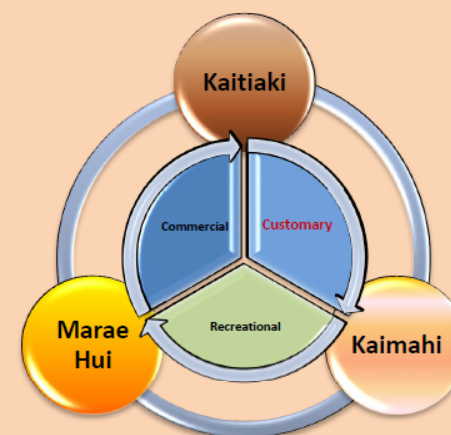 Kaitiaki
Commercial
Customary
Recreational
Marae
Hui
Kaimahi